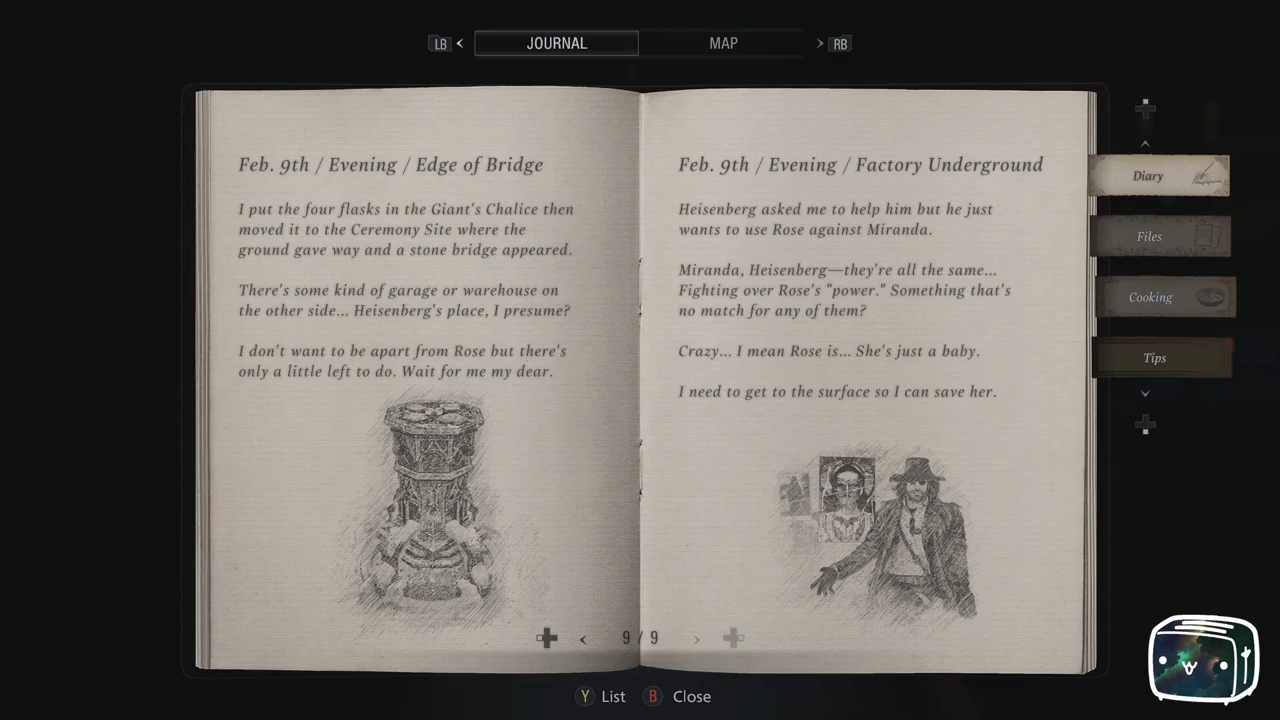 LB
JOURNAL
MAP
RB
Feb. 9th / Evening / Edge of Bridge
I put the four flasks in the Giant's Chalice then
moved it to the Ceremony Site where the
ground gave way and a stone bridge appeared.
There's some kind of garage or warehouse on
the other side... Heisenberg's place, I presume?
I don't want to be apart from Rose but there's
only a little left to do. Wait for me my dear.
Feb. 9th / Evening / Factory Underground
Heisenberg asked me to help him but he just
wants to use Rose against Miranda.
Miranda, Heisenberg—they're all the same...
Fighting over Rose's "power." Something that's
no match for any of them?
Crazy... I mean Rose is... She's just a baby.
I need to get to the surface so I can save her.
Diary
Files
Cooking
Tips
9 / 9
Y List B Close